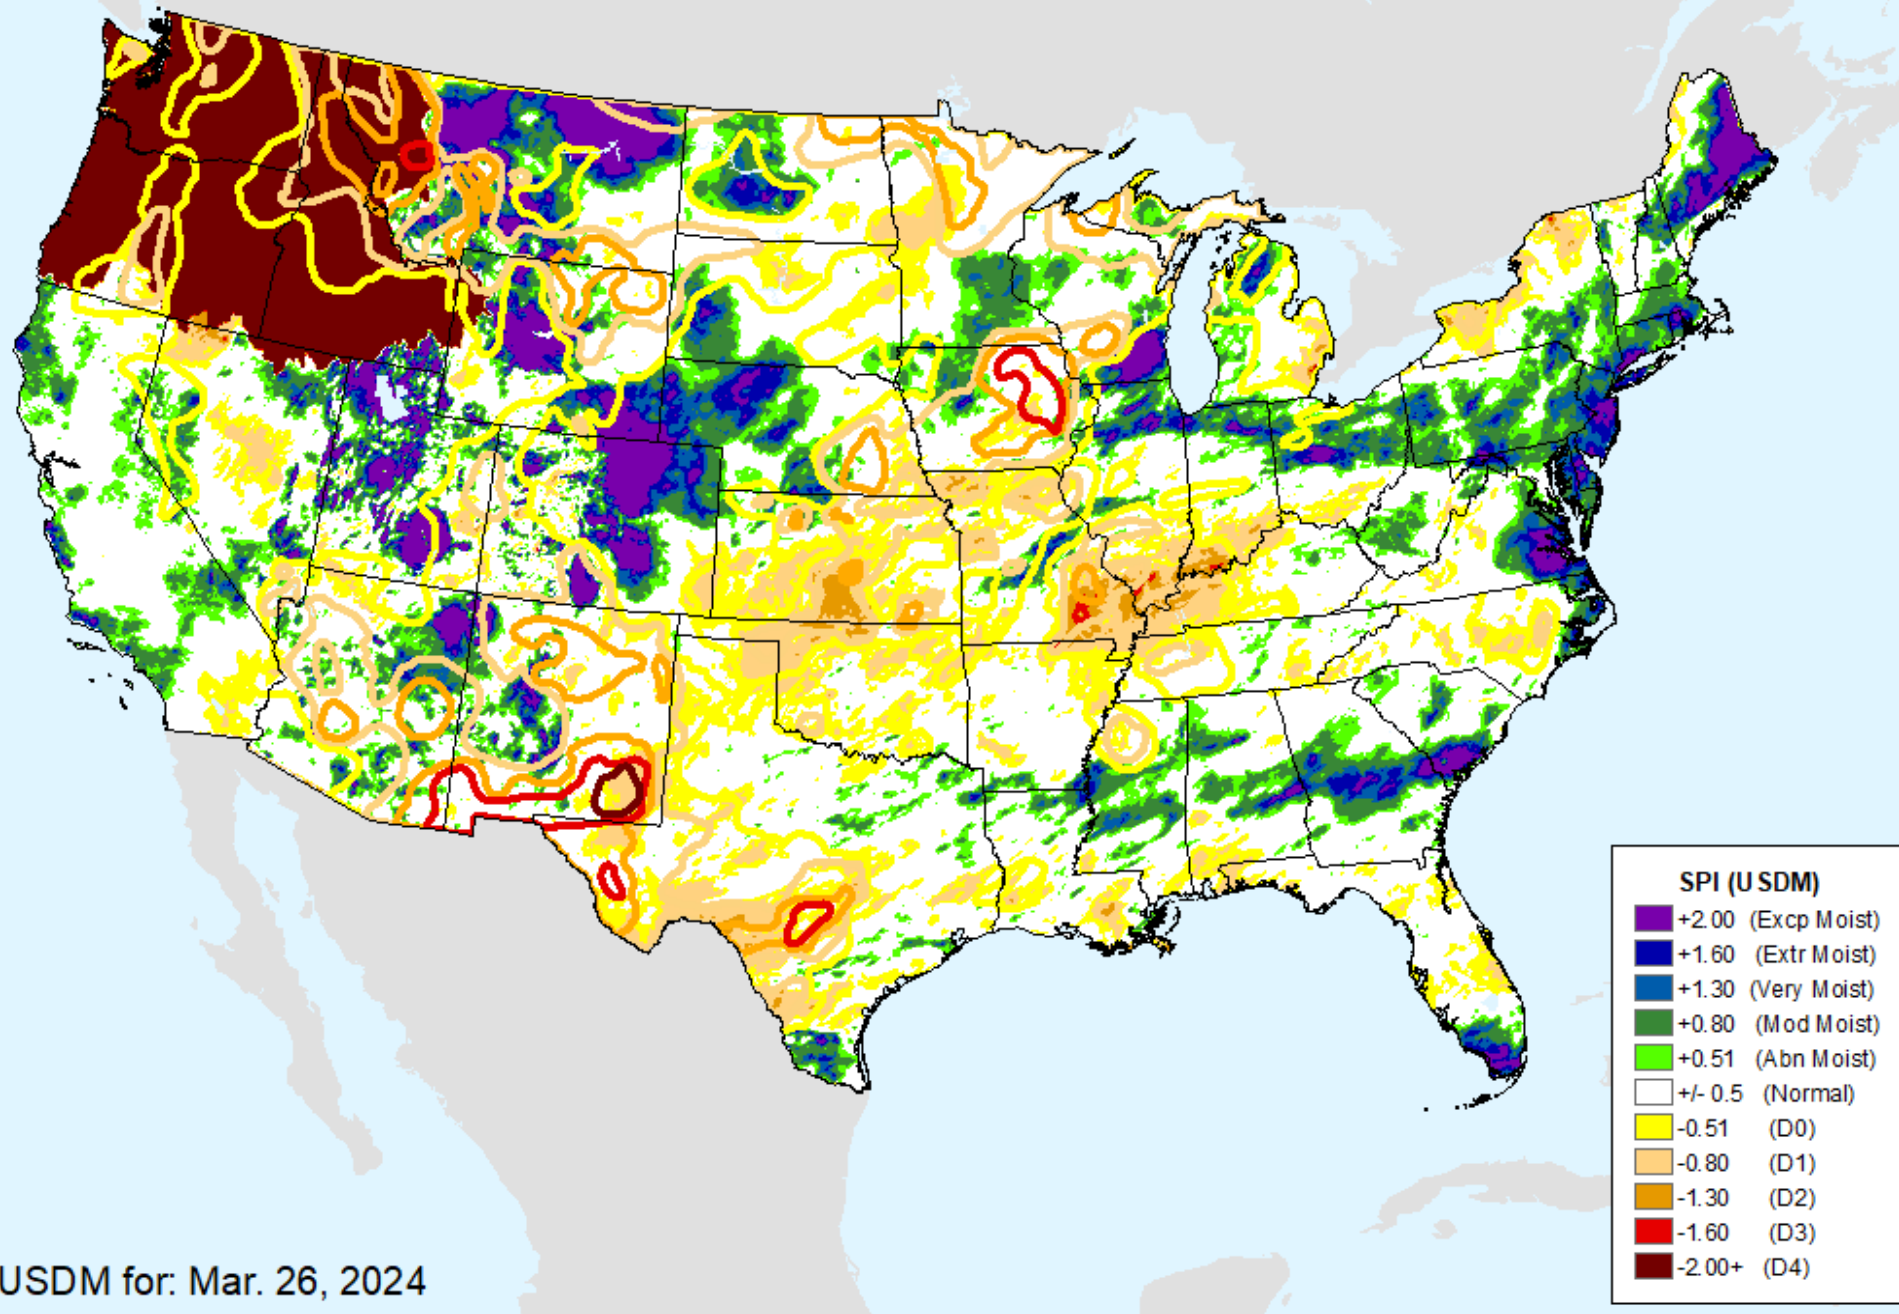 SPI (USDM)
+2.00 (Excp Moist)
+1.60 (Extr Moist)
+1.30 (Very Moist)
+0.80 (Mod Moist)
+0.51 (Abn Moist)
+/- 0.5 (Normal)
-0.51 (D0)
-0.80 (D1)
-1.30 (D2)
-1.60 (D3)
-2.00+ (D4)
USDM for: Mar. 26, 2024